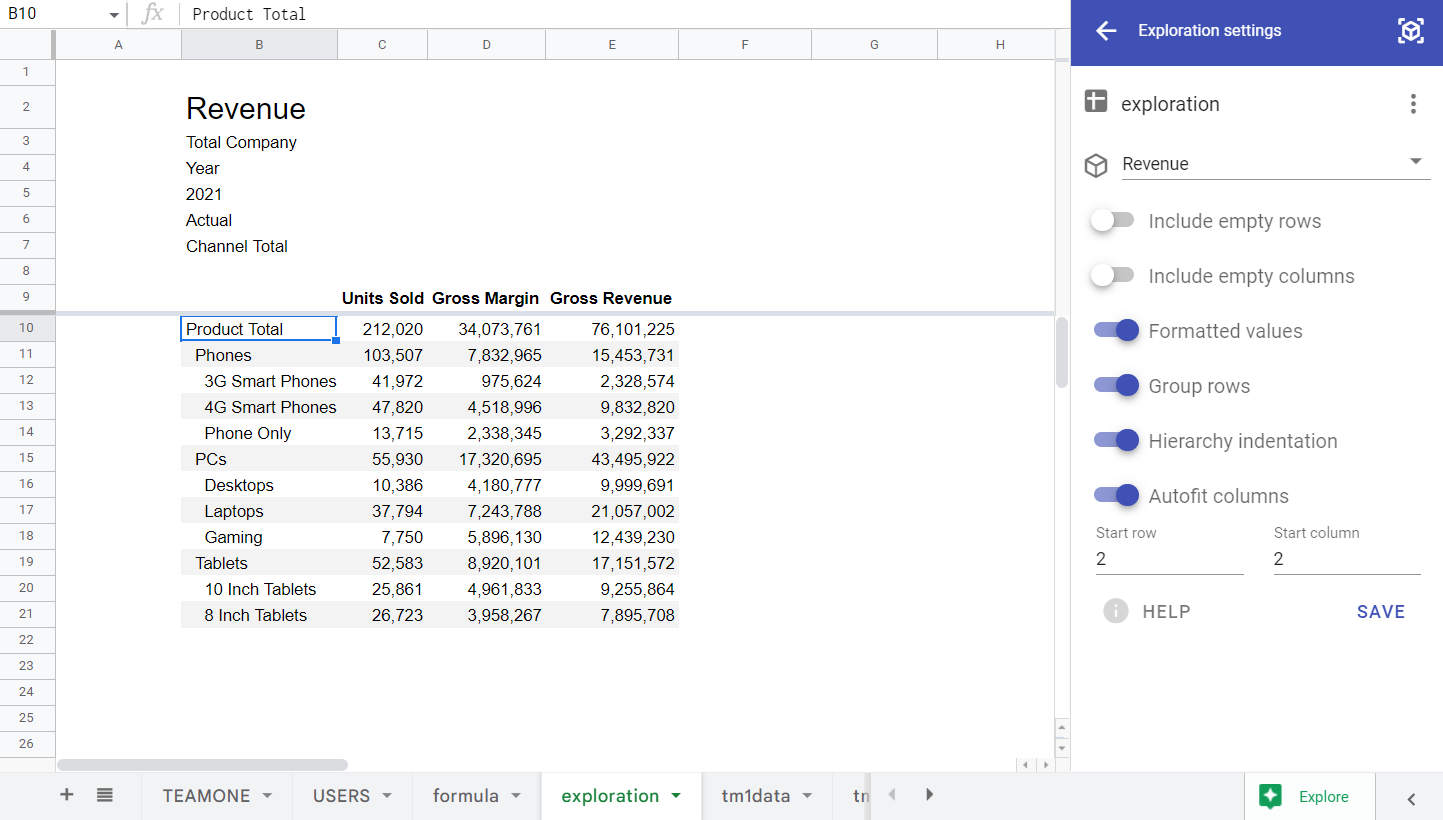 B10 fx Product Total
A B C D E F G H
1
2 Revenue
3 Total Company
4 Year
5 2021
6 Actual
7 Channel Total
8
9 Units Sold Gross Margin Gross Revenue
10 Product Total 212,020 34,073,761 76,101,225
11 Phones 103,507 7,832,965 15,453,731
12 3G Smart Phones 41,972 975,624 2,328,574
13 4G Smart Phones 47,820 4,518,996 9,832,820
14 Phone Only 13,715 2,338,345 3,292,337
15 PCs 55,930 17,320,695 43,495,922
16 Desktops 10,386 4,180,777 9,999,691
17 Laptops 37,794 7,243,788 21,057,002
18 Gaming 7,750 5,896,130 12,439,230
19 Tablets 52,583 8,920,101 17,151,572
20 10 Inch Tablets 25,861 4,961,833 9,255,864
21 8 Inch Tablets 26,723 3,958,267 7,895,708
22
23
24
25
26
TEAMONE USERS formula exploration tm1data tn
Explore
Exploration settings
exploration
Revenue
Include empty rows
Include empty columns
Formatted values
Group rows
Hierarchy indentation
Autofit columns
Start row Start column
2 2
HELP SAVE